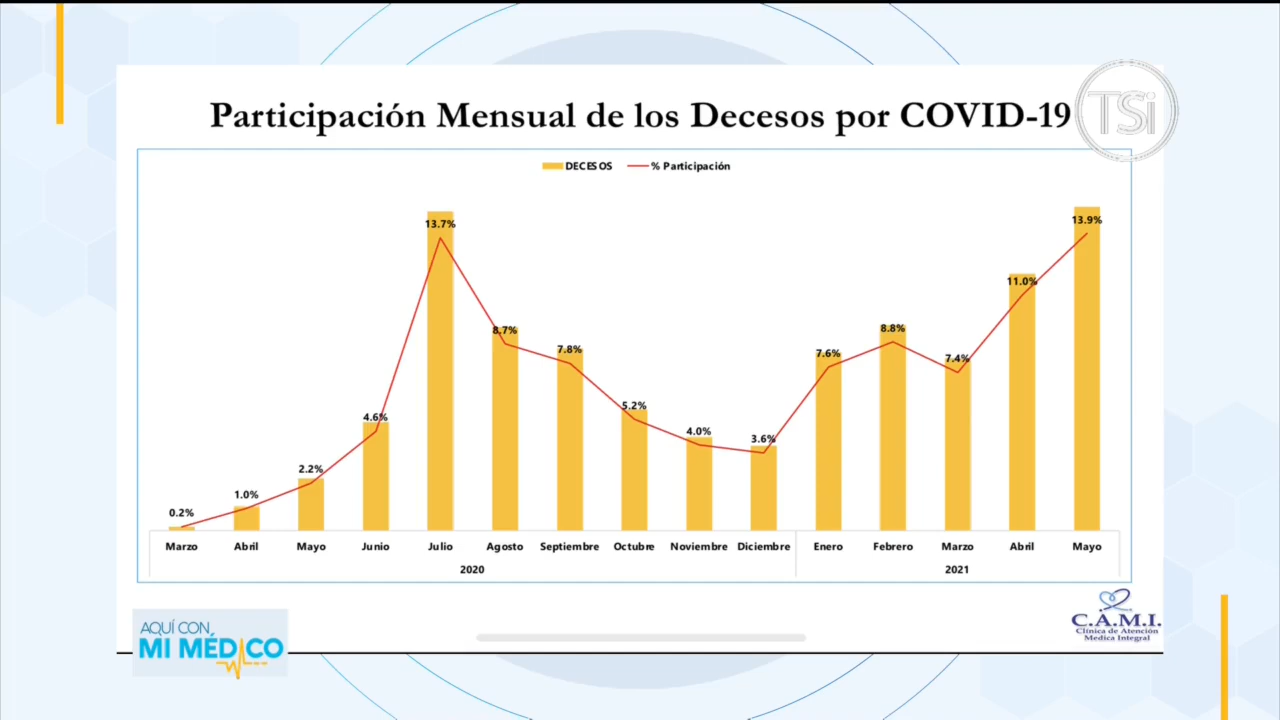 Participación Mensual de los Decesos por COVID-19
TSi
DECESOS % Participación
13.7% 13.9%
11.0%
8.7% 8.8%
7.8% 7.6% 7.4%
5.2%
4.6% 4.0% 3.6%
2.2%
1.0%
0.2%
Marzo Abril Mayo Junio Julio Agosto Septiembre Octubre Noviembre Diciembre Enero Febrero Marzo Abril Mayo
2020 2021
AQUÍ CON
MI MÉDICO
C.A.M.I.
Clínica de Atención
Medica Integral